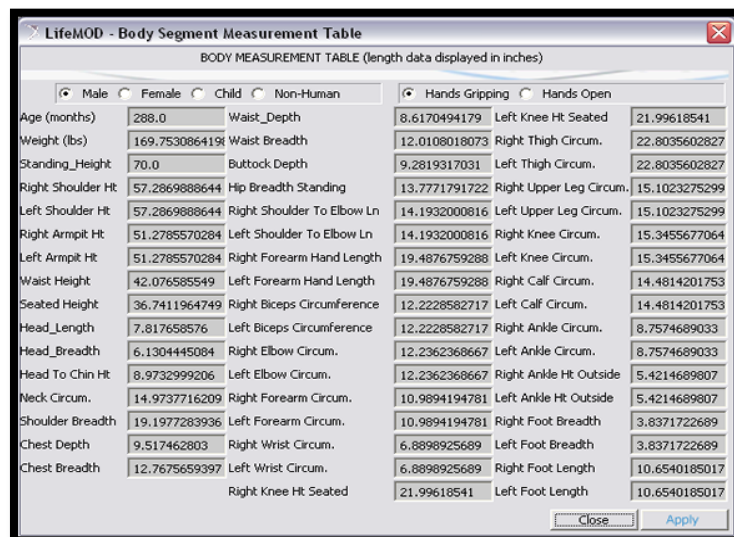 LifeMOD - Body Segment Measurement Table
BODY MEASUREMENT TABLE (length data displayed in inches)
Male Female Child Non-Human Hands Gripping Hands Open
Age (months) 288.0 Waist_Depth 8.6170494179 Left Knee Ht Seated 21.99618541
Weight (lbs) 169.753086419 Waist Breadth 12.0108018073 Right Thigh Circum. 22.8035602827
Standing_Height 70.0 Buttock Depth 9.2819317031 Left Thigh Circum. 22.8035602827
Right Shoulder Ht 57.2869888644 Hip Breadth Standing 13.7771791722 Right Upper Leg Circum. 15.1023275299
Left Shoulder Ht 57.2869888644 Right Shoulder To Elbow Ln 14.1932000816 Left Upper Leg Circum. 15.1023275299
Right Armpit Ht 51.2785570284 Left Shoulder To Elbow Ln 14.1932000816 Right Knee Circum. 15.3455677064
Left Armpit Ht 51.2785570284 Right Forearm Hand Length 19.4876759288 Left Knee Circum. 15.3455677064
Waist Height 42.076585549 Left Forearm Hand Length 19.4876759288 Right Calf Circum. 14.4814201753
Seated Height 36.7411964749 Right Biceps Circumference 12.2228582717 Left Calf Circum. 14.4814201753
Head_Length 7.817658576 Left Biceps Circumference 12.2228582717 Right Ankle Circum. 8.7574689033
Head_Breadth 6.1304445084 Right Elbow Circum. 12.2362368667 Left Ankle Circum. 8.7574689033
Head To Chin Ht 8.9732999206 Left Elbow Circum. 12.2362368667 Right Ankle Ht Outside 5.4214689807
Neck Circum. 14.9737716209 Right Forearm Circum. 10.9894194781 Left Ankle Ht Outside 5.4214689807
Shoulder Breadth 19.1977283936 Left Forearm Circum. 10.9894194781 Right Foot Breadth 3.8371722689
Chest Depth 9.517462803 Right Wrist Circum. 6.8898925689 Left Foot Breadth 3.8371722689
Chest Breadth 12.7675659397 Left Wrist Circum. 6.8898925689 Right Foot Length 10.6540185017
Right Knee Ht Seated 21.99618541 Left Foot Length 10.6540185017
Close Apply